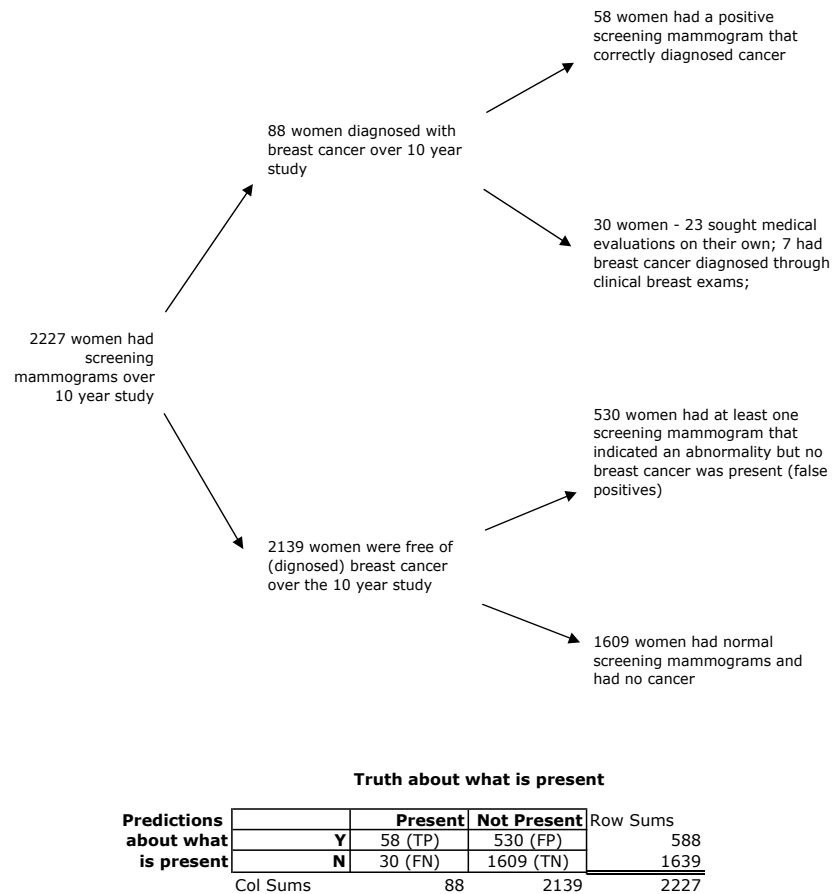 58 women had a positive
screening mammogram that
correctly diagnosed cancer
88 women diagnosed with
breast cancer over 10 year
study
30 women - 23 sought medical
evaluations on their own; 7 had
breast cancer diagnosed through
clinical breast exams;
2227 women had
screening
mammograms over
10 year study
530 women had at least one
screening mammogram that
indicated an abnormality but no
breast cancer was present (false
positives)
2139 women were free of
(dignosed) breast cancer
over the 10 year study
1609 women had normal
screening mammograms and
had no cancer
Truth about what is present
Predictions Present Not Present Row Sums
about what Y 58 (TP) 530 (FP) 588
is present N 30 (FN) 1609 (TN) 1639
Col Sums 88 2139 2227